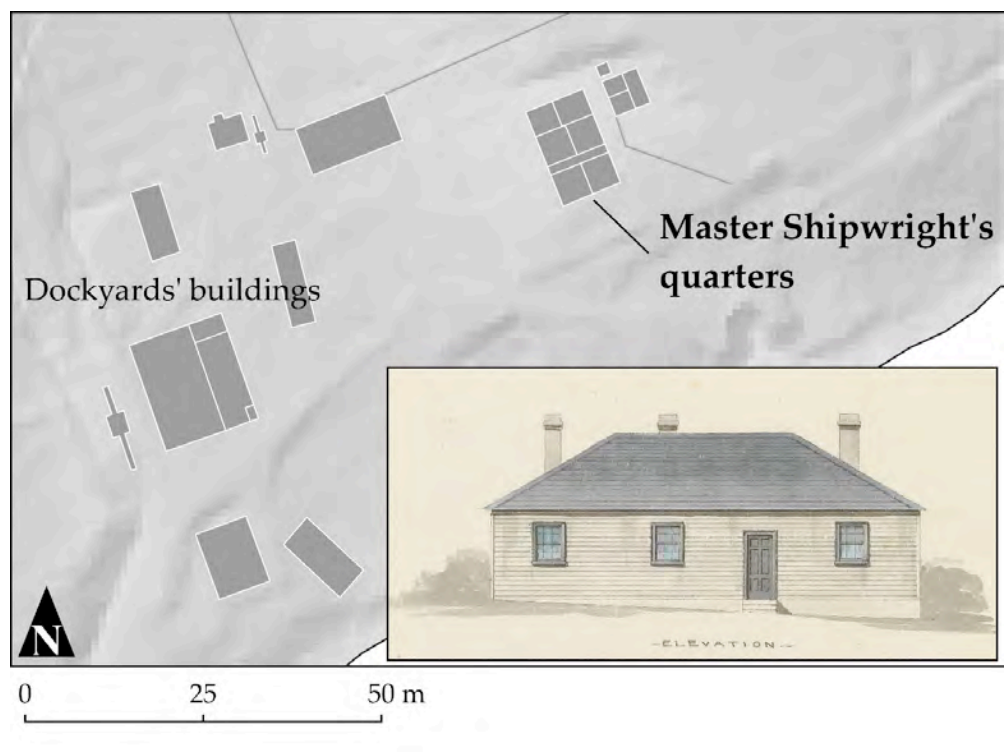 Master Shipwright's
quarters
Dockyards' buildings
-ELEVATION-
N
0 25 50 m